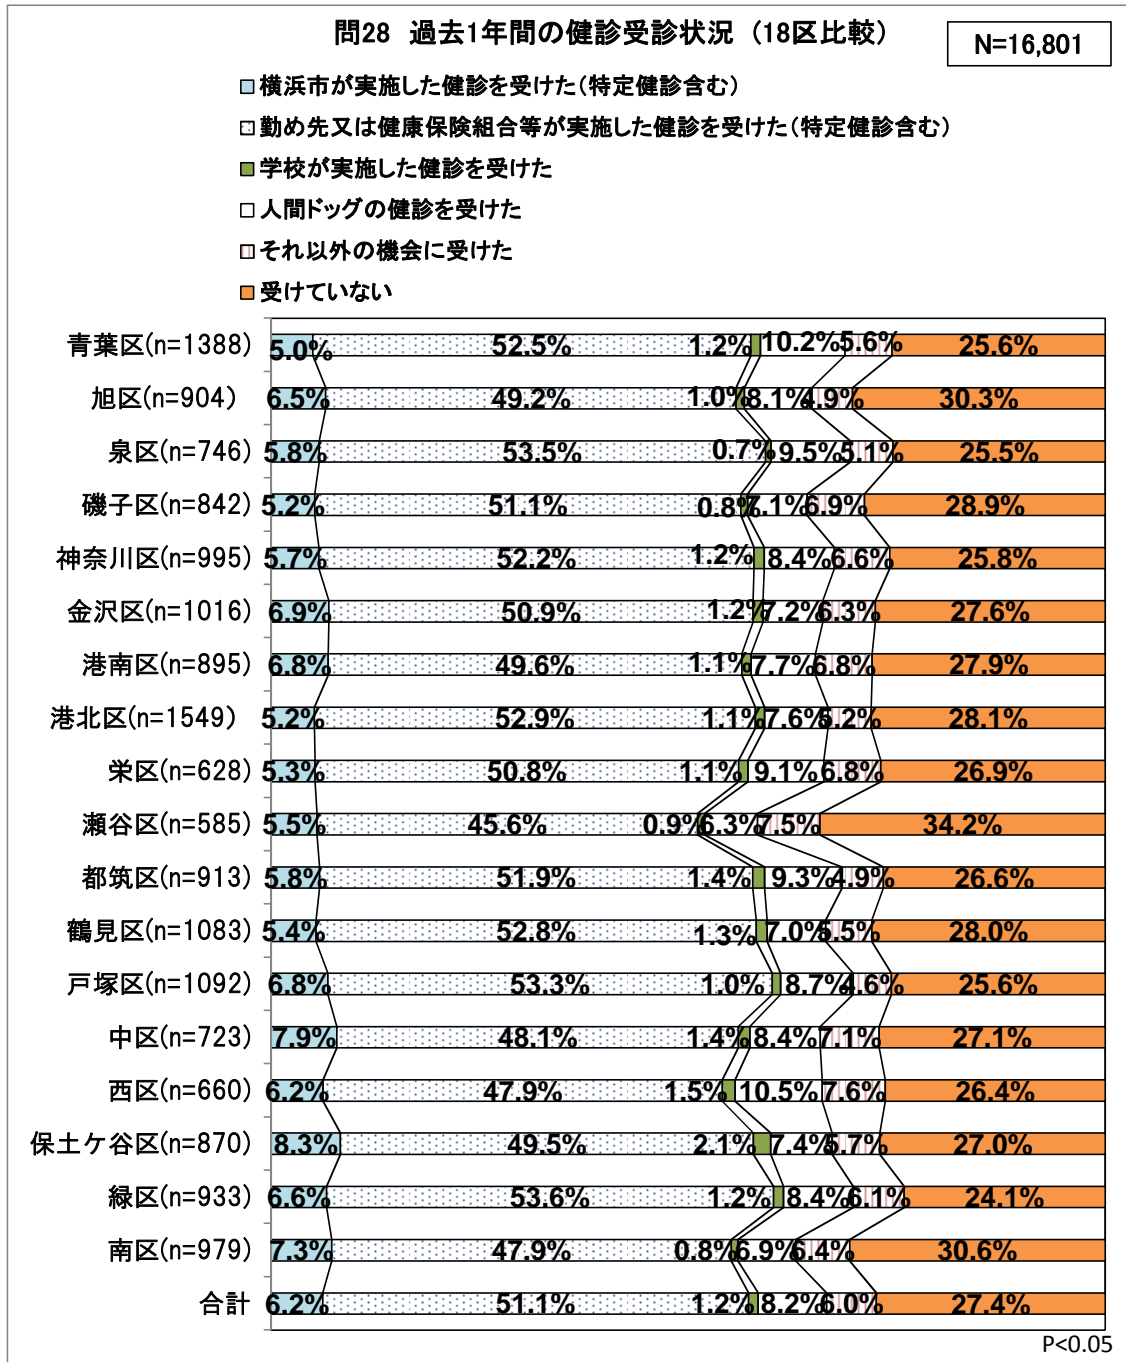 問28 過去1年間の健診受診状況 (18区比較)
N=16,801
横浜市が実施した健診を受けた(特定健診含む)
勤め先又は健康保険組合等が実施した健診を受けた(特定健診含む)
学校が実施した健診を受けた
人間ドッグの健診を受けた
それ以外の機会に受けた
受けていない
青葉区(n=1388) 5.0% 52.5% 1.2% 10.2% 5.6% 25.6%
旭区(n=904) 6.5% 49.2% 1.0% 8.1% 4.9% 30.3%
泉区(n=746) 5.8% 53.5% 0.7% 9.5% 5.1% 25.5%
磯子区(n=842) 5.2% 51.1% 0.8% 7.1% 6.9% 28.9%
神奈川区(n=995) 5.7% 52.2% 1.2% 8.4% 6.6% 25.8%
金沢区(n=1016) 6.9% 50.9% 1.2% 7.2% 6.3% 27.6%
港南区(n=895) 6.8% 49.6% 1.1% 7.7% 6.8% 27.9%
港北区(n=1549) 5.2% 52.9% 1.1% 7.6% 5.2% 28.1%
栄区(n=628) 5.3% 50.8% 1.1% 9.1% 6.8% 26.9%
瀬谷区(n=585) 5.5% 45.6% 0.9% 6.3% 7.5% 34.2%
都筑区(n=913) 5.8% 51.9% 1.4% 9.3% 4.9% 26.6%
鶴見区(n=1083) 5.4% 52.8% 1.3% 7.0% 5.5% 28.0%
戸塚区(n=1092) 6.8% 53.3% 1.0% 8.7% 4.6% 25.6%
中区(n=723) 7.9% 48.1% 1.4% 8.4% 7.1% 27.1%
西区(n=660) 6.2% 47.9% 1.5% 10.5% 7.6% 26.4%
保土ケ谷区(n=870) 8.3% 49.5% 2.1% 7.4% 5.7% 27.0%
緑区(n=933) 6.6% 53.6% 1.2% 8.4% 6.1% 24.1%
南区(n=979) 7.3% 47.9% 0.8% 6.9% 6.4% 30.6%
合計 6.2% 51.1% 1.2% 8.2% 6.0% 27.4%
P<0.05